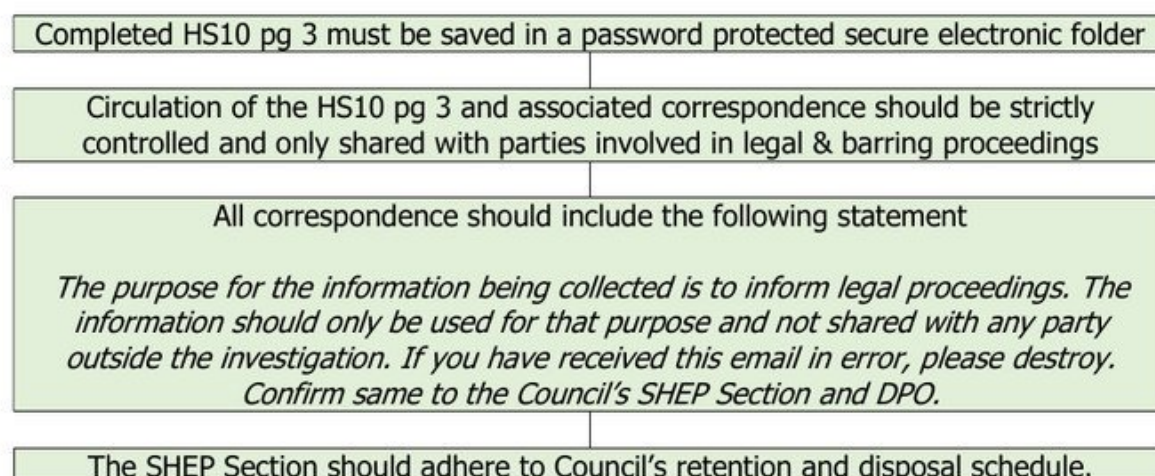 Completed HS10 pg 3 must be saved in a password protected secure electronic folder
Circulation of the HS10 pg 3 and associated correspondence should be strictly
controlled and only shared with parties involved in legal & barring proceedings
All correspondence should include the following statement
The purpose for the information being collected is to inform legal proceedings. The
information should only be used for that purpose and not shared with any party
outside the investigation. If you have received this email in error, please destroy.
Confirm same to the Council's SHEP Section and DPO.
The SHEP Section should adhere to Council's retention and disposal schedule.